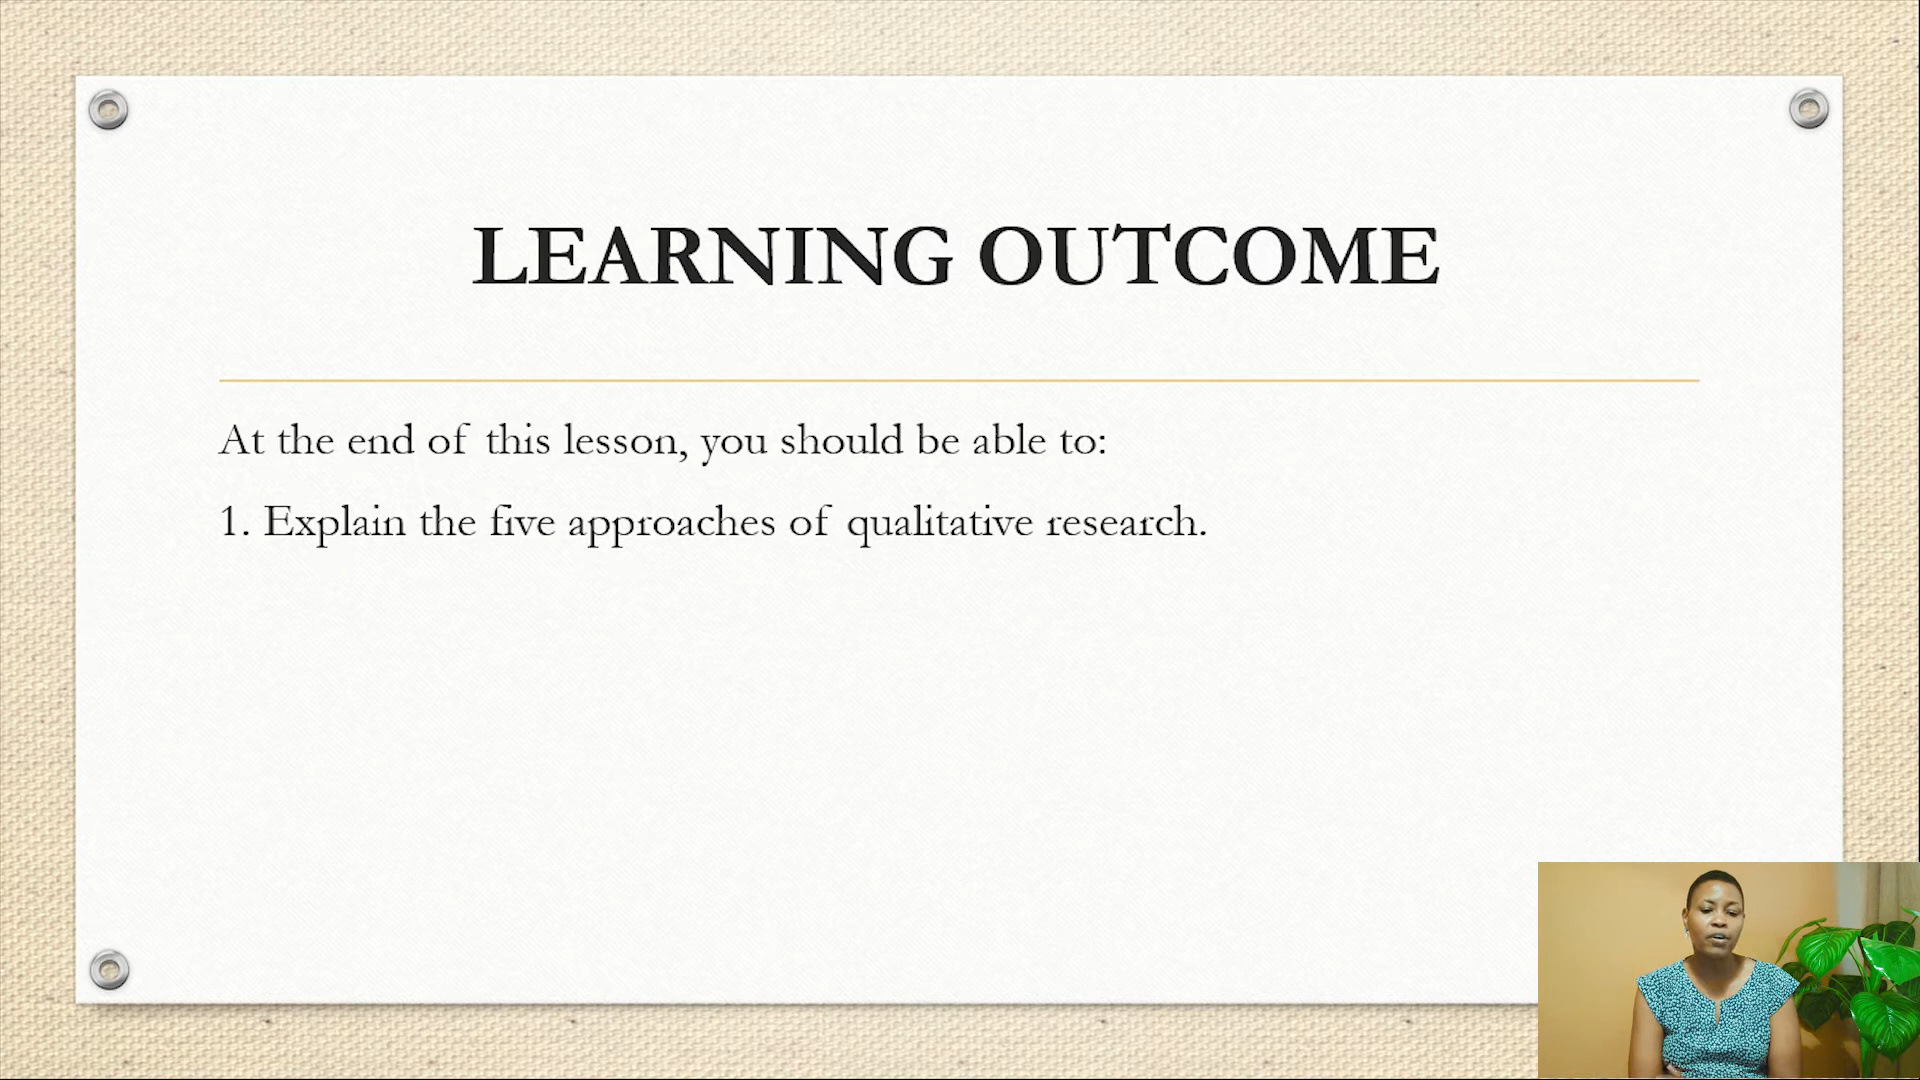 LEARNING OUTCOME
At the end of this lesson, you should be able to:
1. Explain the five approaches of qualitative research.